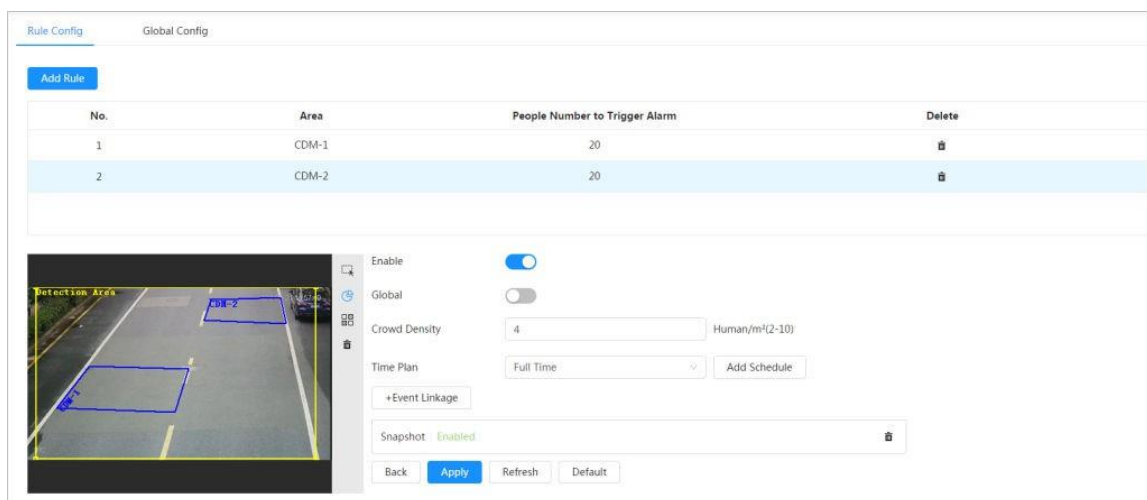 Rule Config Global Config
Add Rule
No. Area People Number to Trigger Alarm Delete
1 CDM-1 20
2 CDM-2 20
Detection Area
CDM-2
CDM-1
Enable
Global
Crowd Density 4 Human/m²(2-10)
Time Plan Full Time Add Schedule
+Event Linkage
Snapshot Enabled
Back Apply Refresh Default